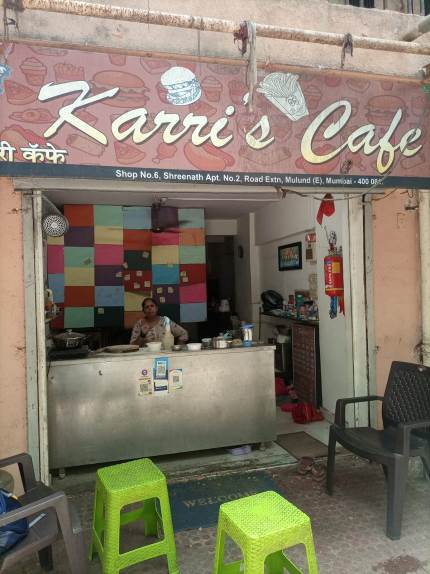 Karri's Cafe
री कॅफे
Shop No.6, Shreenath Apt. No.2, Road Extn, Mulund (E), Mumbai - 400 08
WELCOME